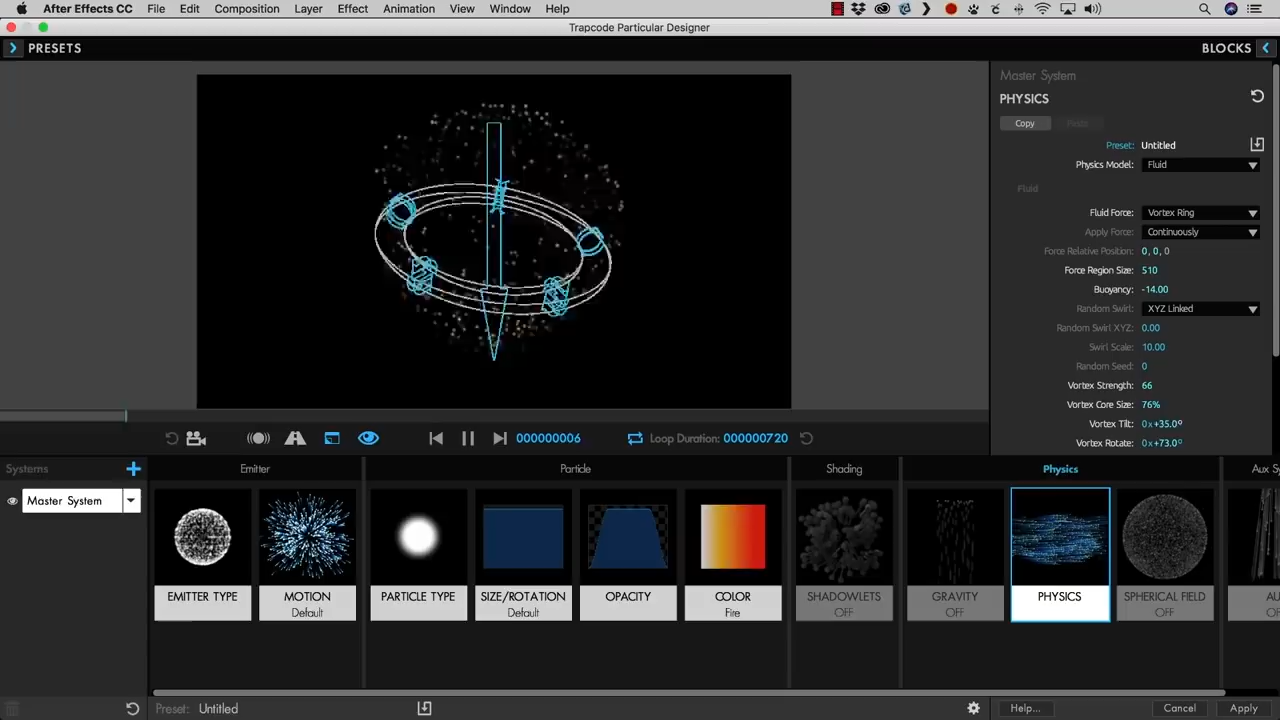 After Effects CC File Edit Composition Layer Effect Animation View Window Help
Trapcode Particular Designer
PRESETS
BLOCKS
Master System
PHYSICS
Copy Paste
Preset: Untitled
Physics Model: Fluid
Fluid
Fluid Force: Vortex Ring
Apply Force: Continuously
Force Relative Position: 0, 0, 0
Force Region Size: 510
Buoyancy: -14.00
Random Swirl: XYZ Linked
Random Swirl XYZ: 0.00
Swirl Scale: 10.00
Random Seed: 0
Vortex Strength: 66
Vortex Core Size: 76%
Vortex Tilt: 0x+35.0º
Vortex Rotate: 0x+73.0º
000000006 Loop Duration: 000000720
Systems Emitter Particle Shading Physics Aux Sy
Master System
EMITTER TYPE MOTION PARTICLE TYPE SIZE/ROTATION OPACITY COLOR SHADOWLETS GRAVITY PHYSICS SPHERICAL FIELD AU
Default Default Fire OFF OFF OFF
Preset: Untitled Help... Cancel Apply